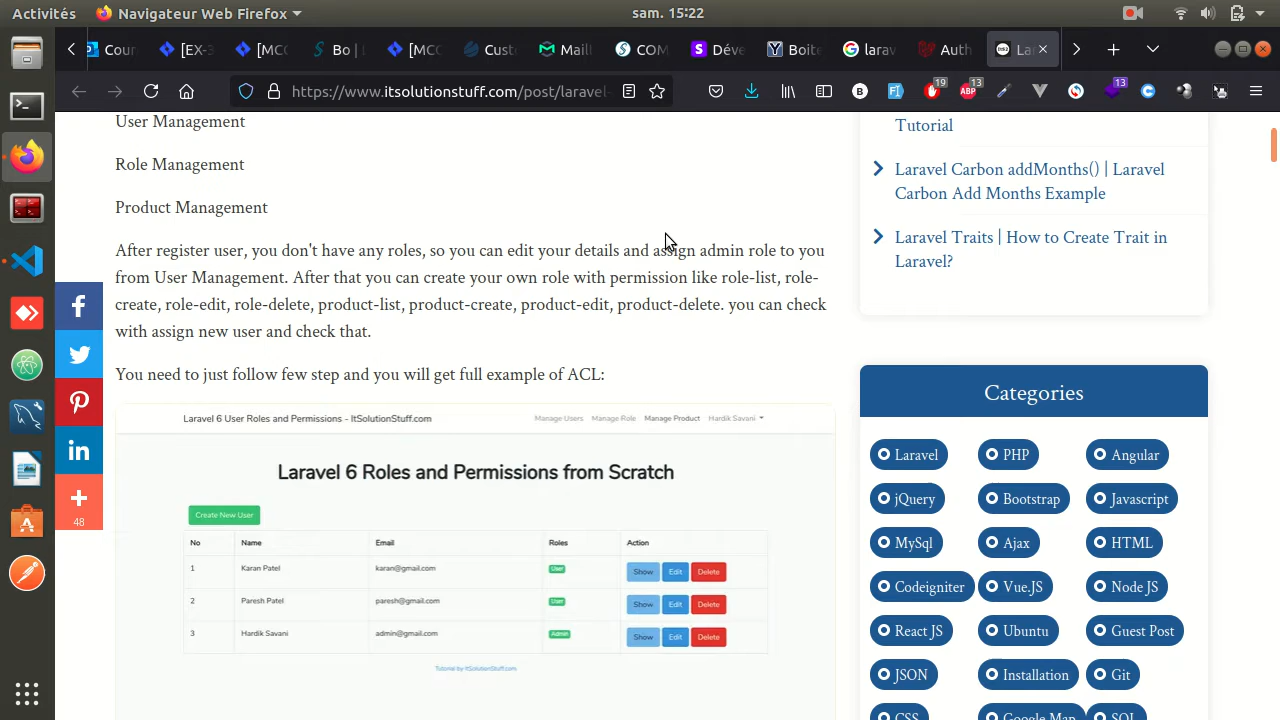 Activités
Navigateur Web Firefox
sam. 15:22
Cour
[EX-3
[MCC
Bo |
[MCC
Custo
Maill
COM
Déve
Boite
larav
Auth
La
https://www.itsolutionstuff.com/post/laravel-
19
13
13
User Management
Role Management
Product Management
After register user, you don't have any roles, so you can edit your details and assign admin role to you
from User Management. After that you can create your own role with permission like role-list, role-
create, role-edit, role-delete, product-list, product-create, product-edit, product-delete. you can check
with assign new user and check that.
You need to just follow few step and you will get full example of ACL:
48
Laravel 6 User Roles and Permissions - ItSolutionStuff.com
Manage Users
Manage Role
Manage Product
Hardik Savani
Laravel 6 Roles and Permissions from Scratch
Create New User
No Name Email Roles Action
1 Karan Patel karan@gmail.com User Show Edit Delete
2 Paresh Patel paresh@gmail.com User Show Edit Delete
3 Hardik Savani admin@gmail.com Admin Show Edit Delete
Tutorial by ItSolutionStuff.com
Tutorial
Laravel Carbon addMonths() | Laravel
Carbon Add Months Example
Laravel Traits | How to Create Trait in
Laravel?
Categories
Laravel PHP Angular
jQuery Bootstrap Javascript
MySql Ajax HTML
Codeigniter Vue.JS Node JS
React JS Ubuntu Guest Post
JSON Installation Git
CSS Google Map SQL